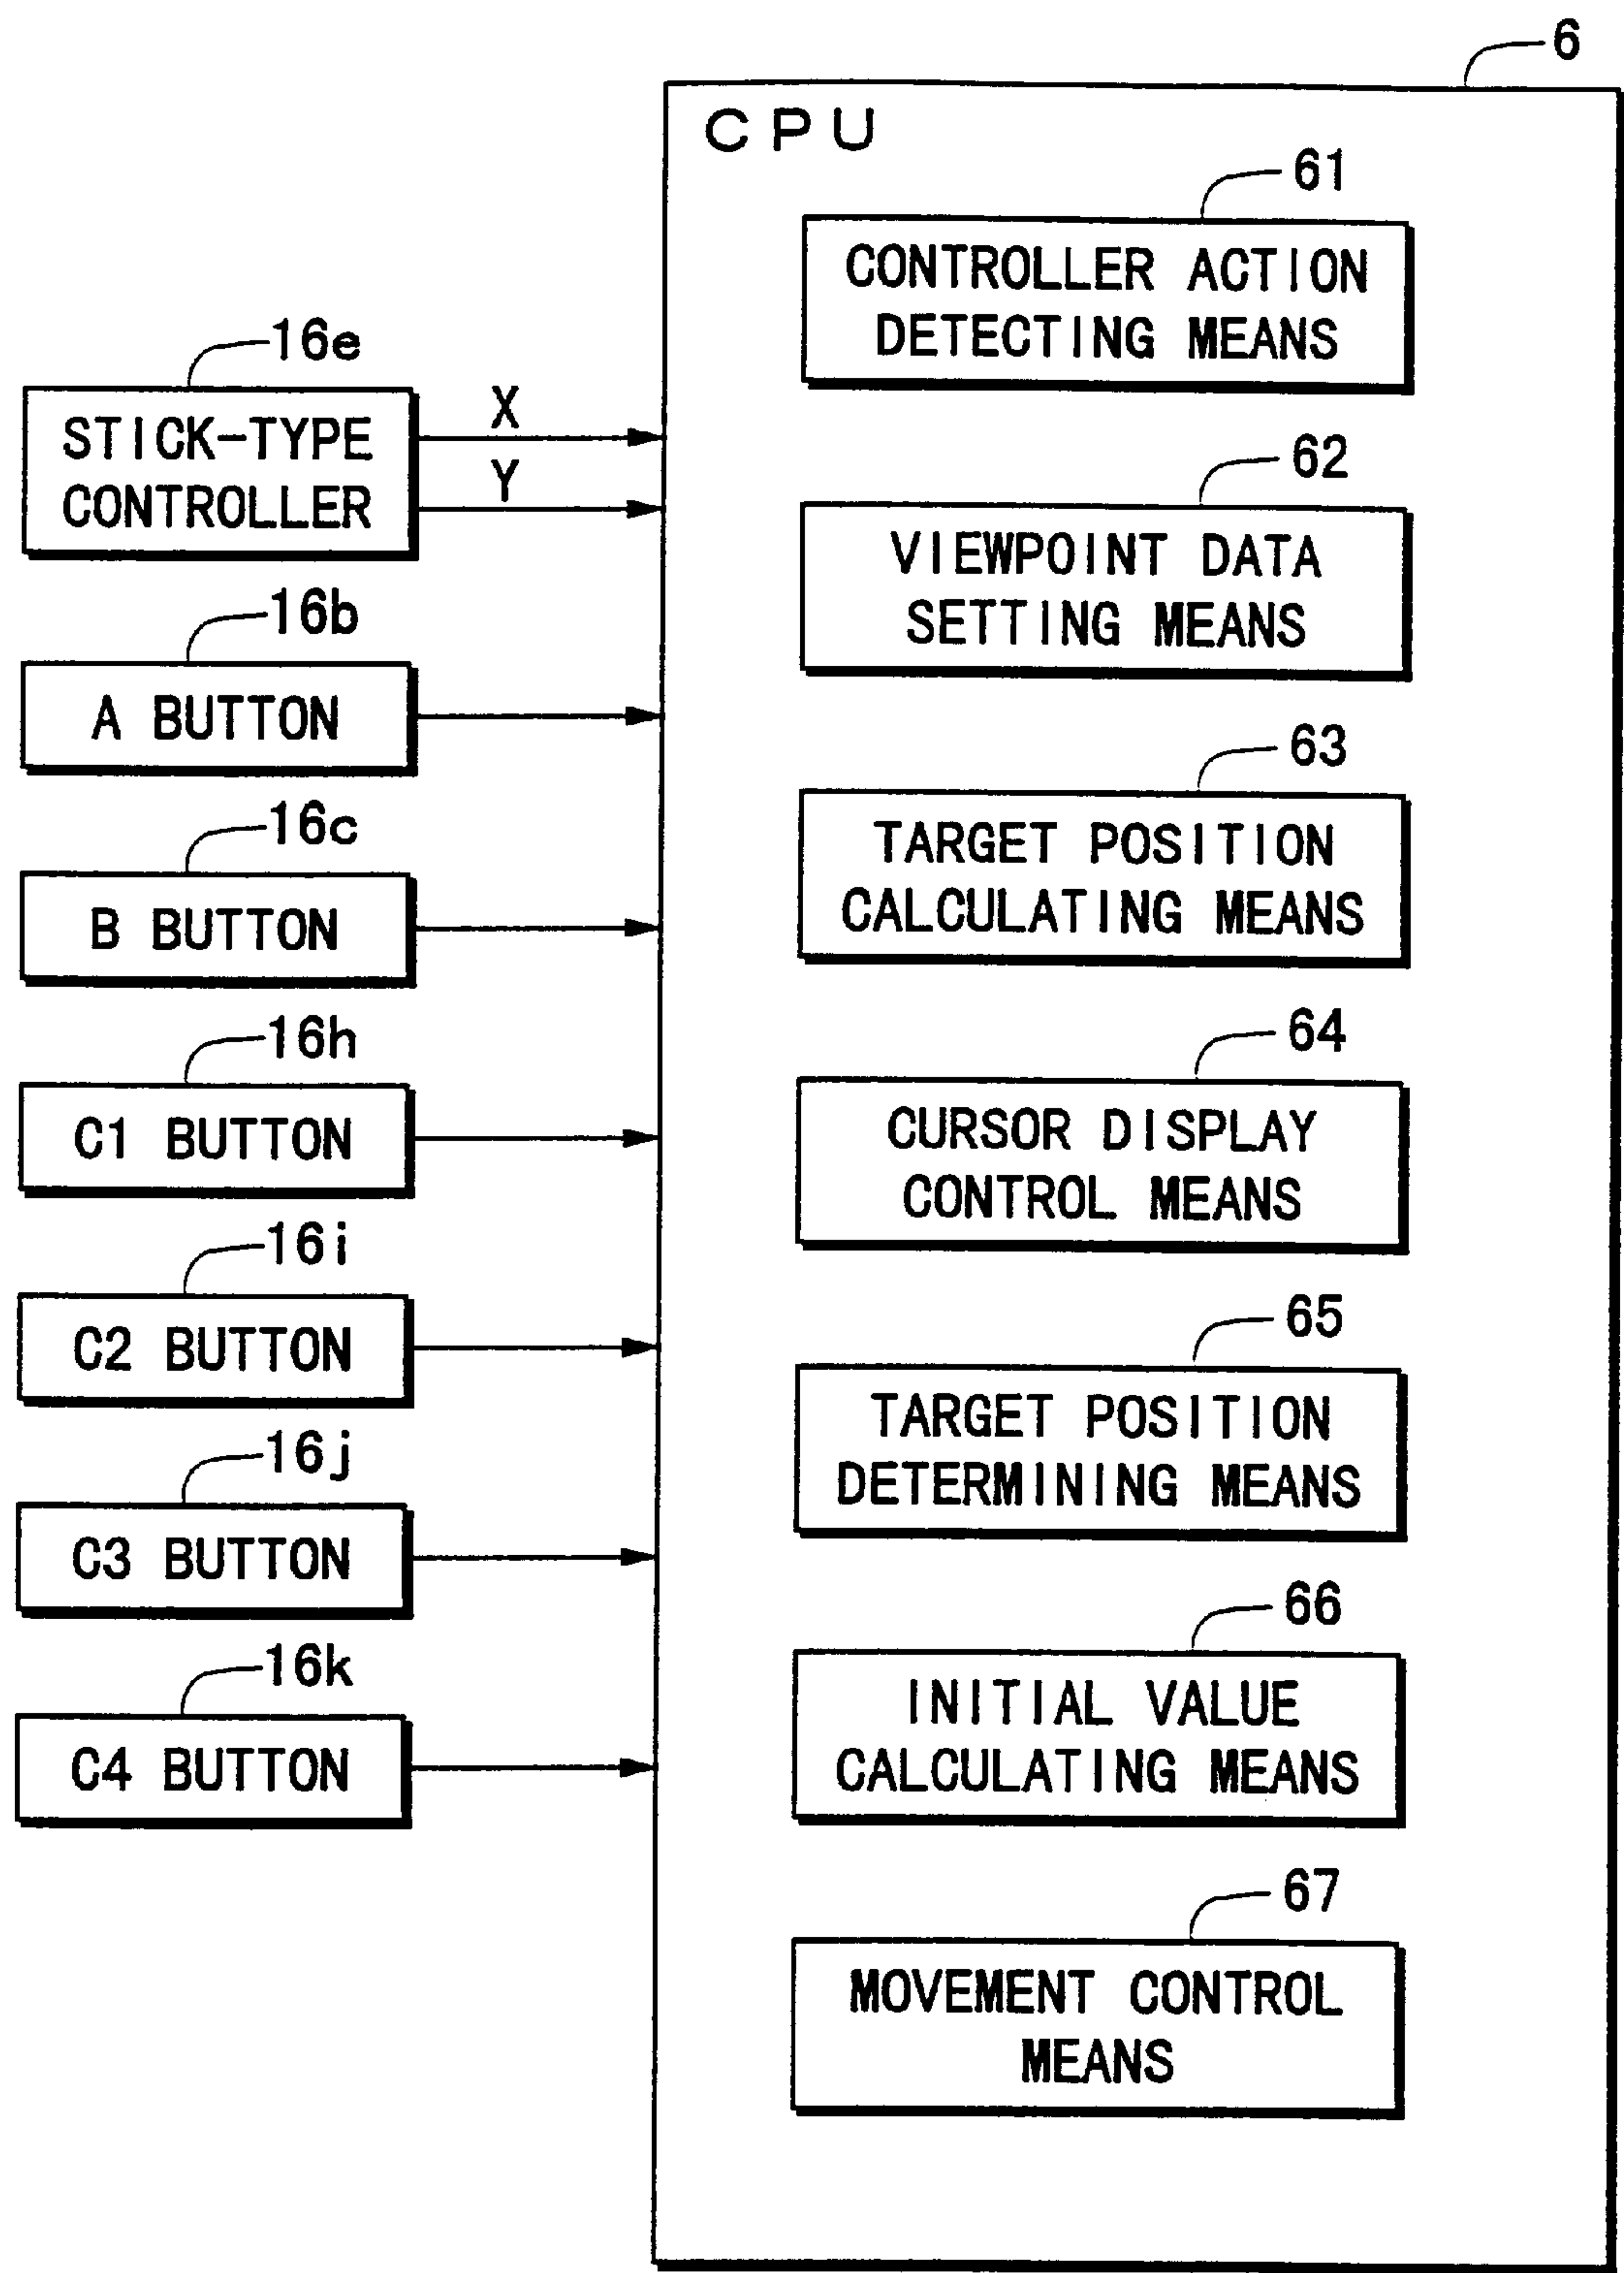 6
CPU
61
CONTROLLER ACTION
DETECTING MEANS
16e
STICK-TYPE
CONTROLLER
X
Y
62
VIEWPOINT DATA
SETTING MEANS
16b
A BUTTON
63
TARGET POSITION
CALCULATING MEANS
16c
B BUTTON
16h
C1 BUTTON
64
CURSOR DISPLAY
CONTROL MEANS
16i
C2 BUTTON
65
TARGET POSITION
DETERMINING MEANS
16j
C3 BUTTON
66
INITIAL VALUE
CALCULATING MEANS
16k
C4 BUTTON
67
MOVEMENT CONTROL
MEANS